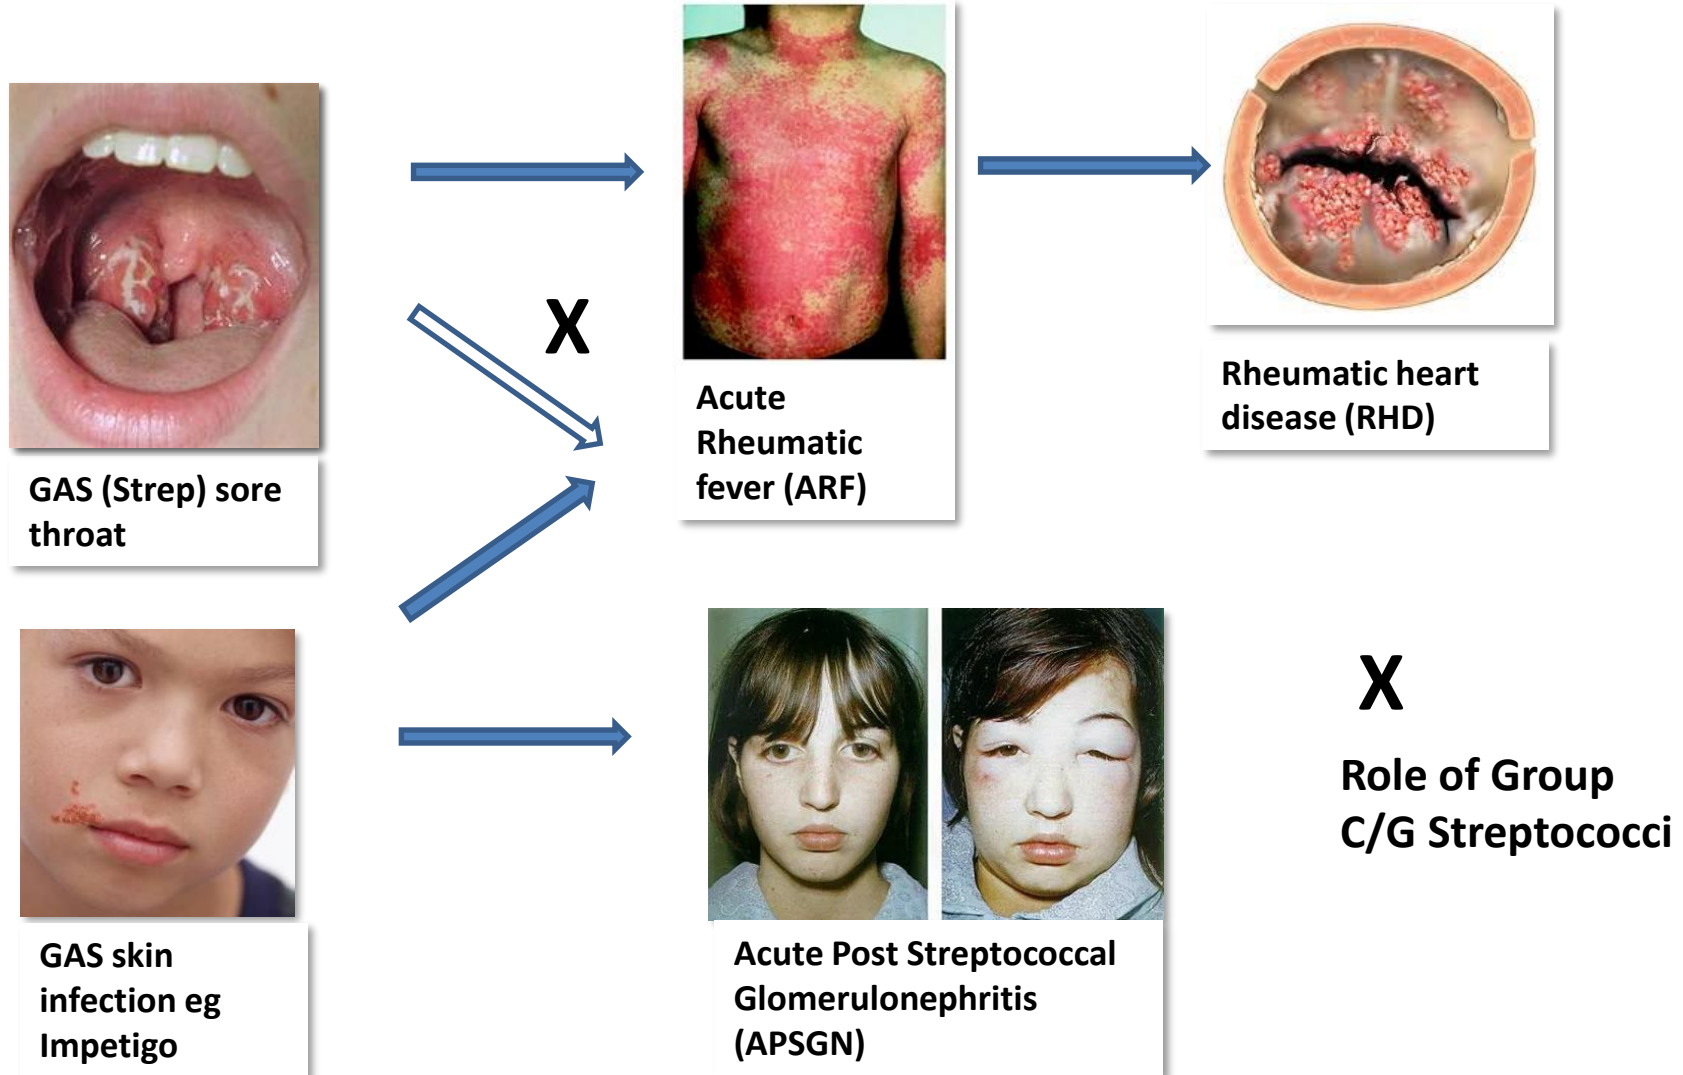 GAS (Strep) sore
throat
X
Acute
Rheumatic
fever (ARF)
Rheumatic heart
disease (RHD)
GAS skin
infection eg
Impetigo
Acute Post Streptococcal
Glomerulonephritis
(APSGN)
X
Role of Group
C/G Streptococci